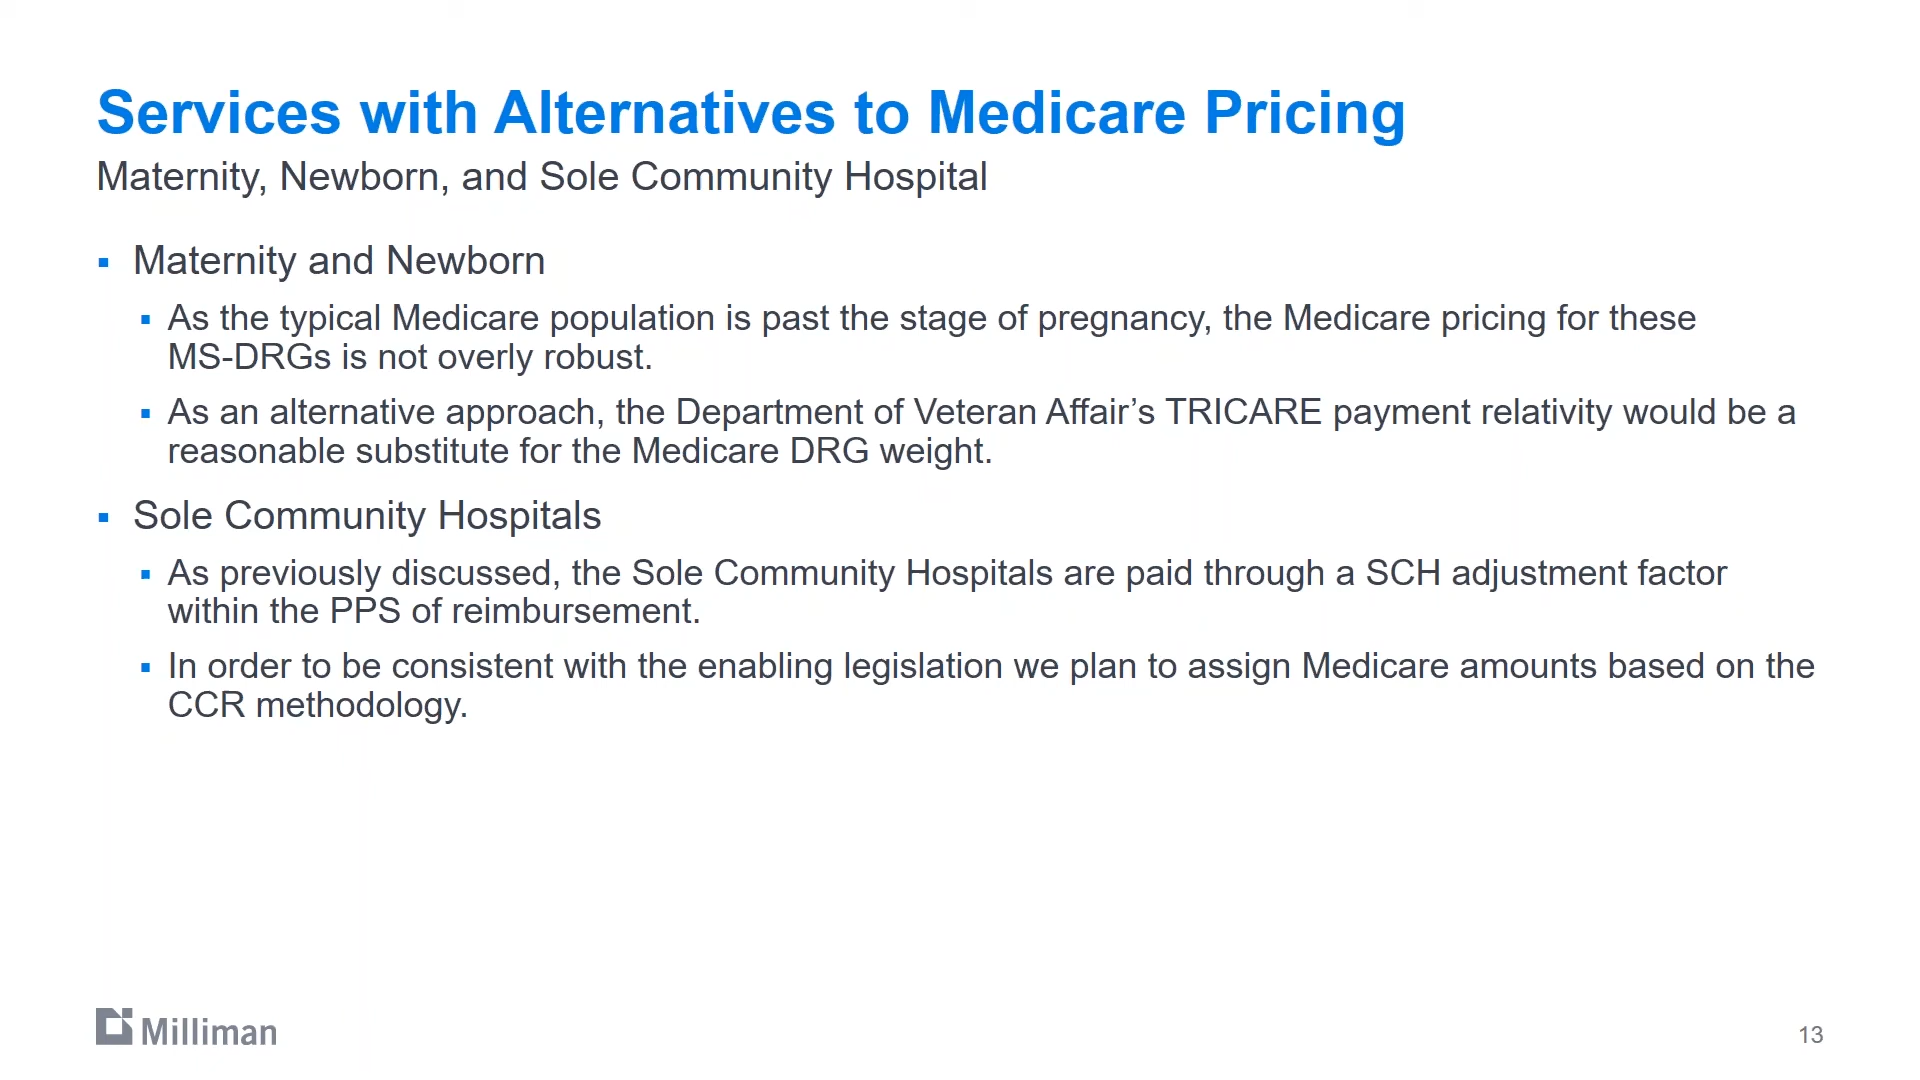 Services with Alternatives to Medicare Pricing
Maternity, Newborn, and Sole Community Hospital
▪ Maternity and Newborn
▪ As the typical Medicare population is past the stage of pregnancy, the Medicare pricing for these
MS-DRGs is not overly robust.
▪ As an alternative approach, the Department of Veteran Affair’s TRICARE payment relativity would be a
reasonable substitute for the Medicare DRG weight.
▪ Sole Community Hospitals
▪ As previously discussed, the Sole Community Hospitals are paid through a SCH adjustment factor
within the PPS of reimbursement.
▪ In order to be consistent with the enabling legislation we plan to assign Medicare amounts based on the
CCR methodology.
Milliman
13